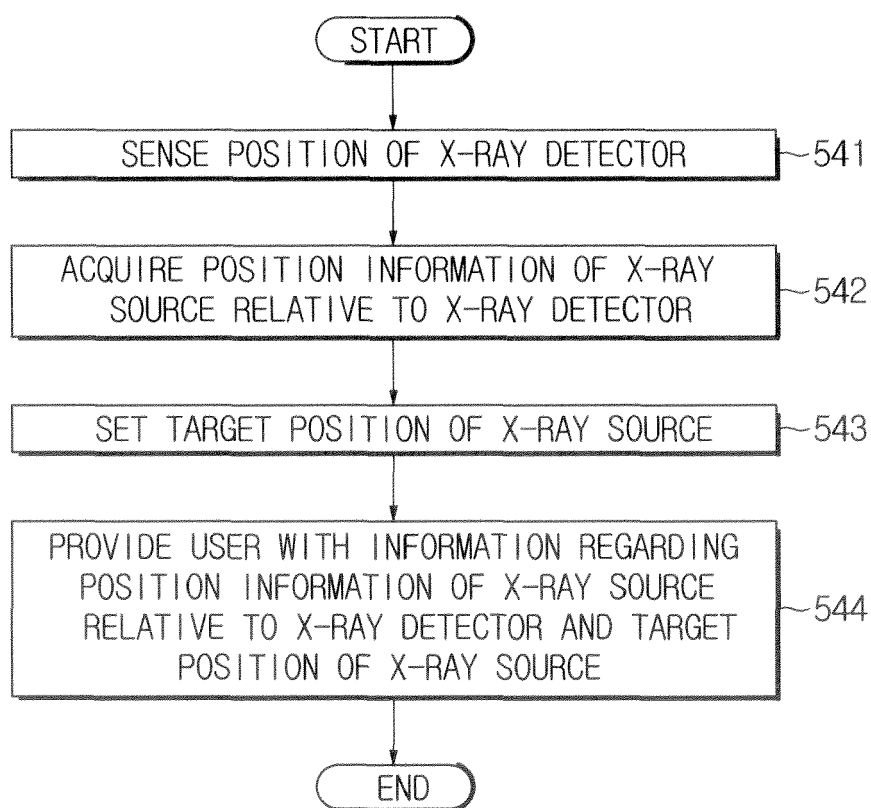 START
SENSE POSITION OF X-RAY DETECTOR
541
ACQUIRE POSITION INFORMATION OF X-RAY
SOURCE RELATIVE TO X-RAY DETECTOR
542
SET TARGET POSITION OF X-RAY SOURCE
543
PROVIDE USER WITH INFORMATION REGARDING
POSITION INFORMATION OF X-RAY SOURCE
RELATIVE TO X-RAY DETECTOR AND TARGET
POSITION OF X-RAY SOURCE
544
END